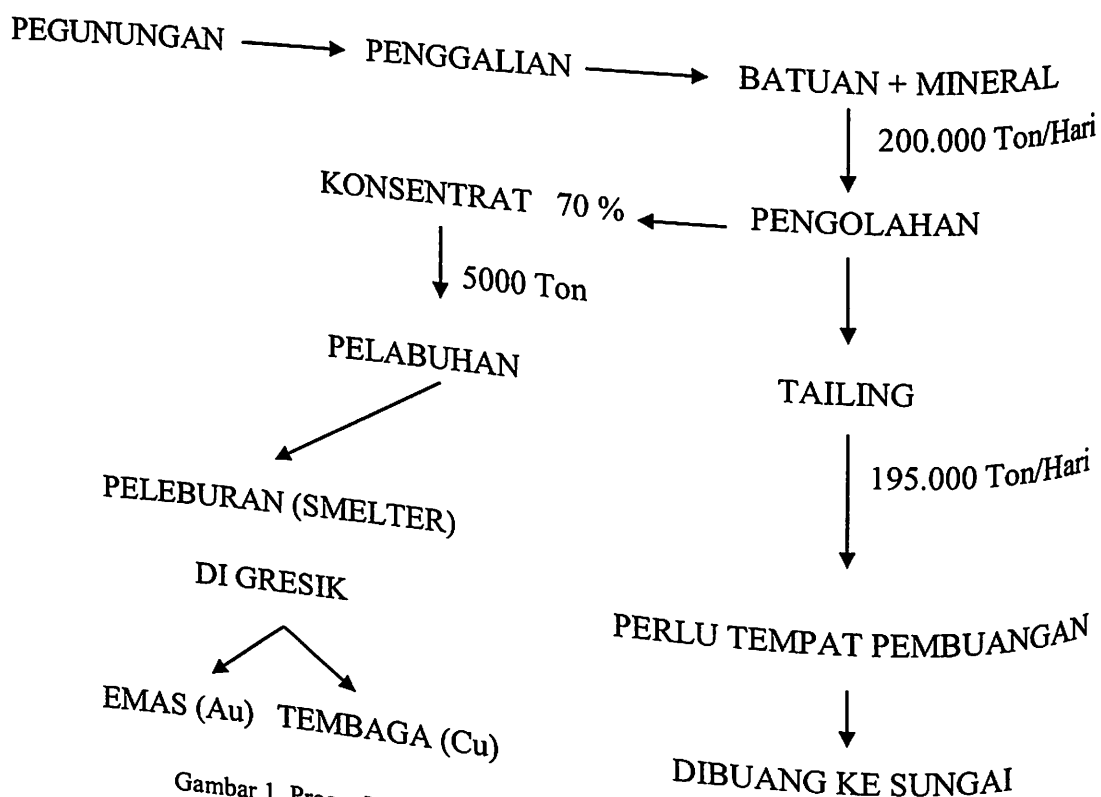 PEGUNUNGAN PENGGALIAN BATUAN + MINERAL
200.000 Ton/Hari
KONSENTRAT 70 % PENGOLAHAN
5000 Ton
PELABUHAN
TAILING
195.000 Ton/Hari
PELEBURAN (SMELTER)
DI GRESIK
PERLU TEMPAT PEMBUANGAN
EMAS (Au) TEMBAGA (Cu)
DIBUANG KE SUNGAI
Gambar 1.